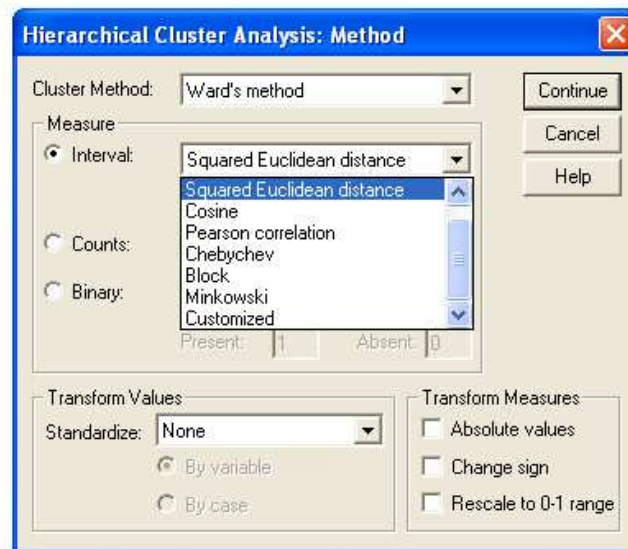 Hierarchical Cluster Analysis: Method
Cluster Method: Ward's method
Continue
Measure
Cancel
Interval: Squared Euclidean distance
Help
Squared Euclidean distance
Cosine
Pearson correlation
Counts: Chebychev
Block
Binary: Minkowski
Customized
Present: 1 Absent: 0
Transform Values
Standardize: None
By variable
By case
Transform Measures
Absolute values
Change sign
Rescale to 0-1 range